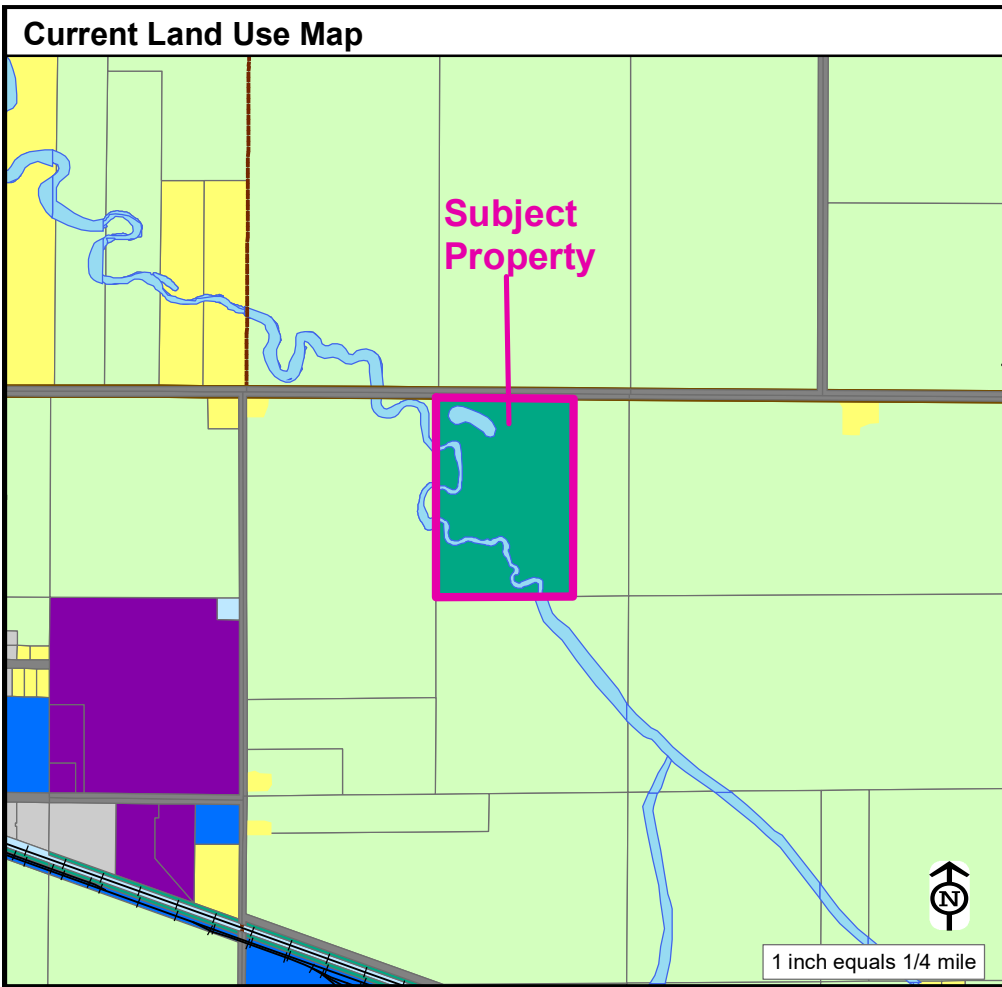 Current Land Use Map
Subject
Property
N
1 inch equals 1/4 mile